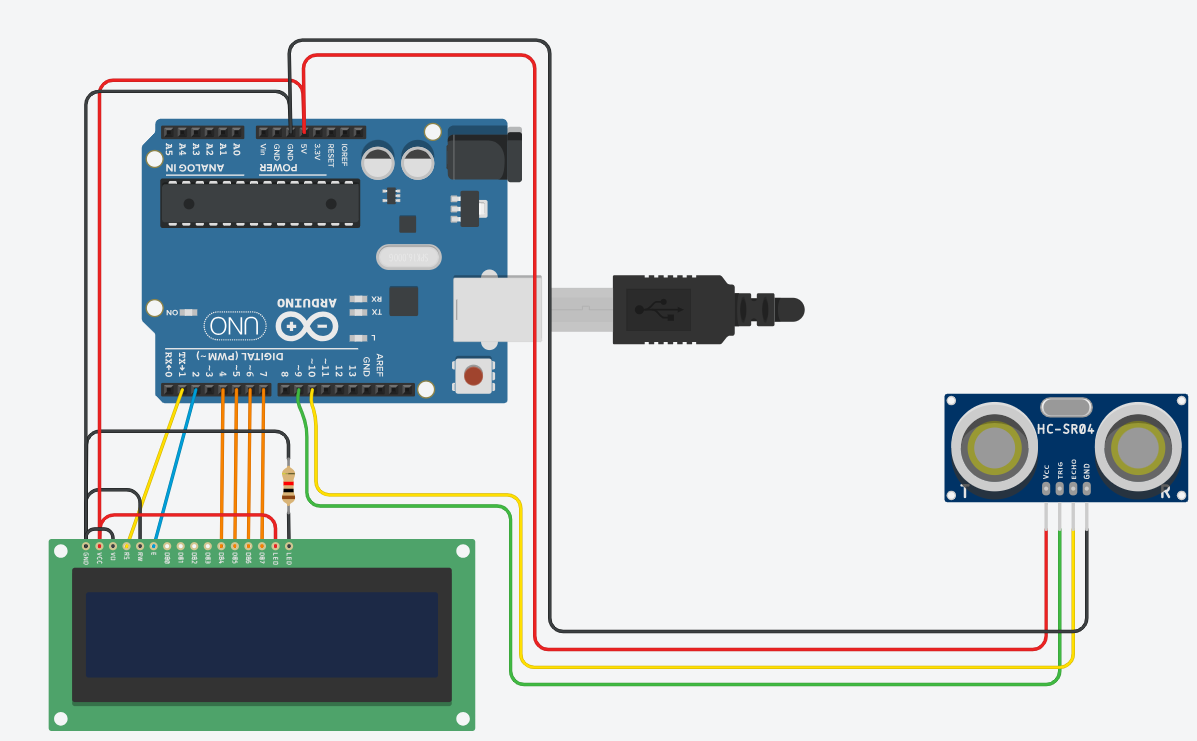 A5
A4
A3
A2
A1
A0
Vin
GND
GND
5V
3.3V
RESET
IOREF
ANALOG IN
POWER
RX
TX
L
ON
UNO
ARDUINO
DIGITAL (PWM~)
RX←0
TX→1
2
~3
4
~5
~6
7
8
~9
~10
~11
12
13
GND
AREF
HC-SR04
VCC
TRIG
ECHO
GND
T
R
GND
VCC
V0
RS
RW
E
DB0
DB1
DB2
DB3
DB4
DB5
DB6
DB7
LED
LED